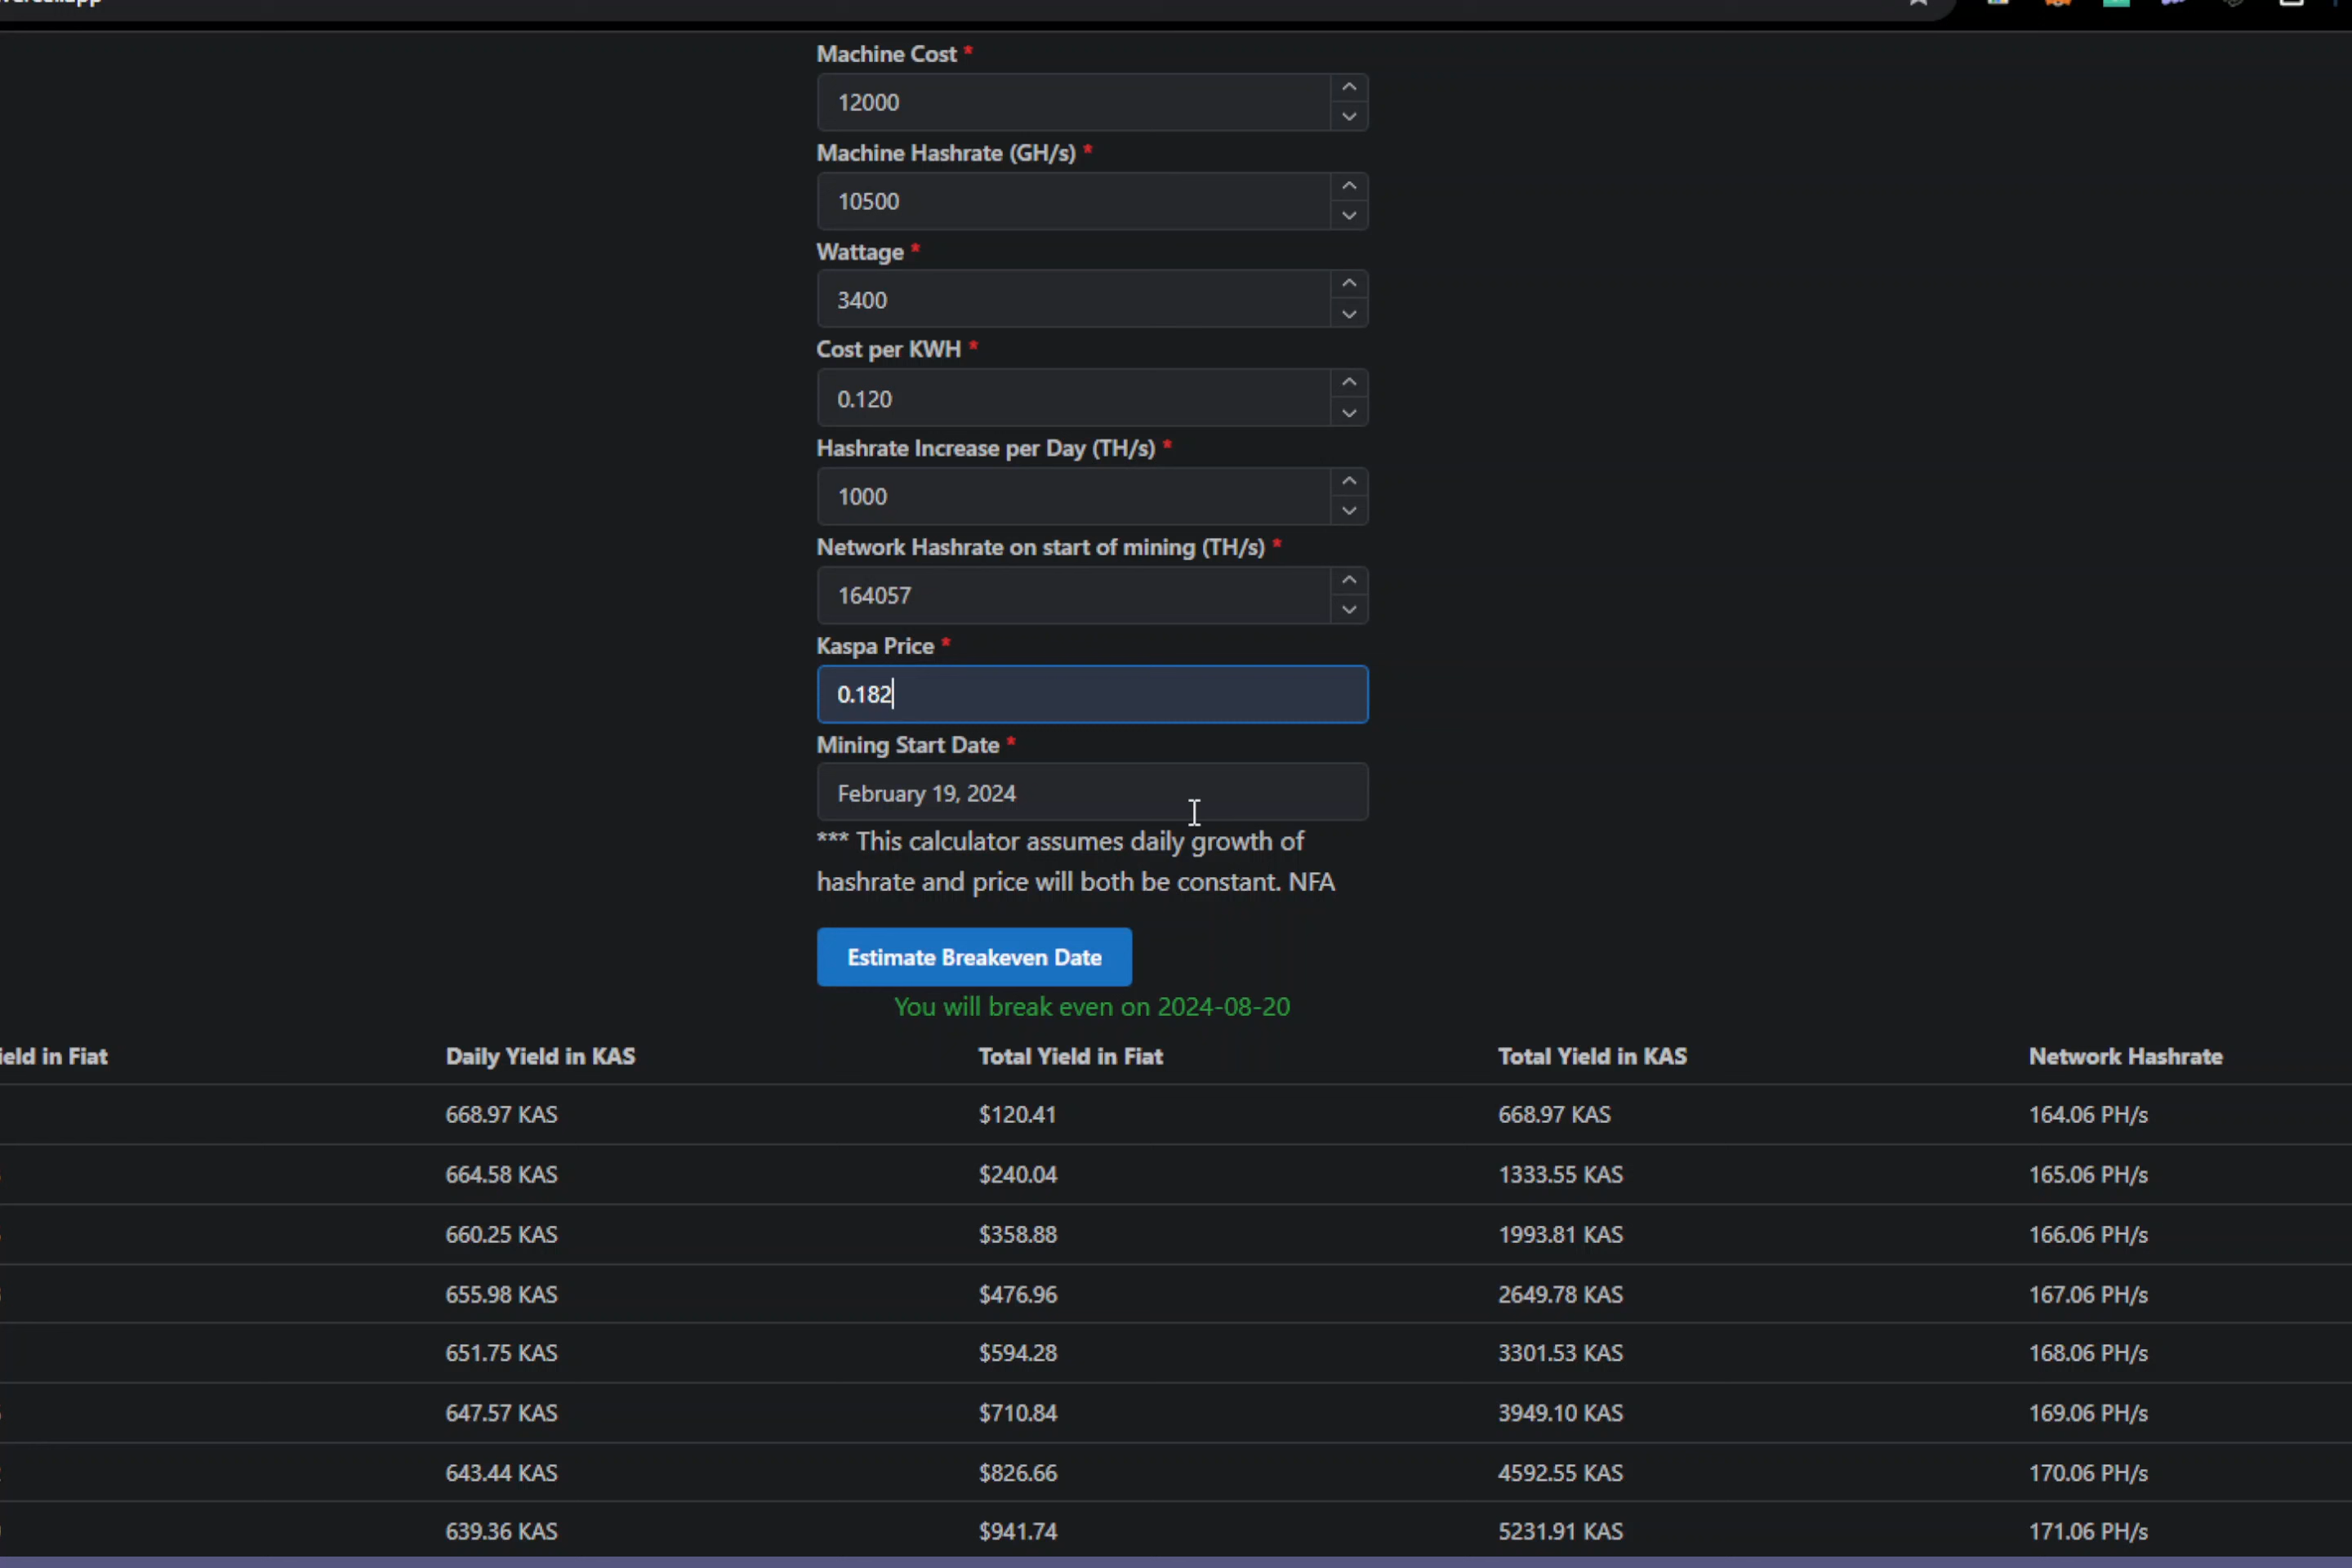 Machine Cost *
12000
Machine Hashrate (GH/s) *
10500
Wattage *
3400
Cost per KWH *
0.120
Hashrate Increase per Day (TH/s) *
1000
Network Hashrate on start of mining (TH/s) *
164057
Kaspa Price *
0.182
Mining Start Date *
February 19, 2024
*** This calculator assumes daily growth of
hashrate and price will both be constant. NFA
Estimate Breakeven Date
You will break even on 2024-08-20
in Fiat Daily Yield in KAS Total Yield in Fiat Total Yield in KAS Network Hashrate
668.97 KAS $120.41 668.97 KAS 164.06 PH/s
664.58 KAS $240.04 1333.55 KAS 165.06 PH/s
660.25 KAS $358.88 1993.81 KAS 166.06 PH/s
655.98 KAS $476.96 2649.78 KAS 167.06 PH/s
651.75 KAS $594.28 3301.53 KAS 168.06 PH/s
647.57 KAS $710.84 3949.10 KAS 169.06 PH/s
643.44 KAS $826.66 4592.55 KAS 170.06 PH/s
639.36 KAS $941.74 5231.91 KAS 171.06 PH/s